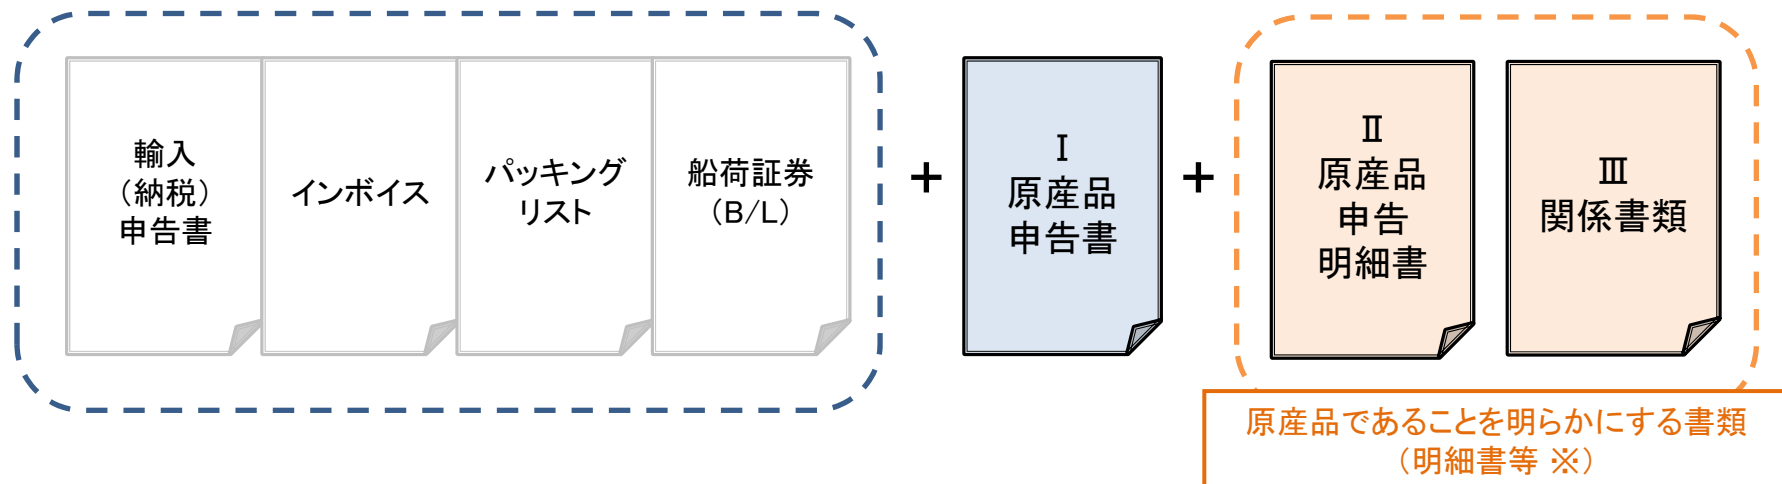 輸入
（納税）
申告書
インボイス
パッキング
リスト
船荷証券
（B/L）
+
Ⅰ
原産品
申告書
+
Ⅱ
原産品
申告
明細書
Ⅲ
関係書類
原産品であることを明らかにする書類
（明細書等 ※）